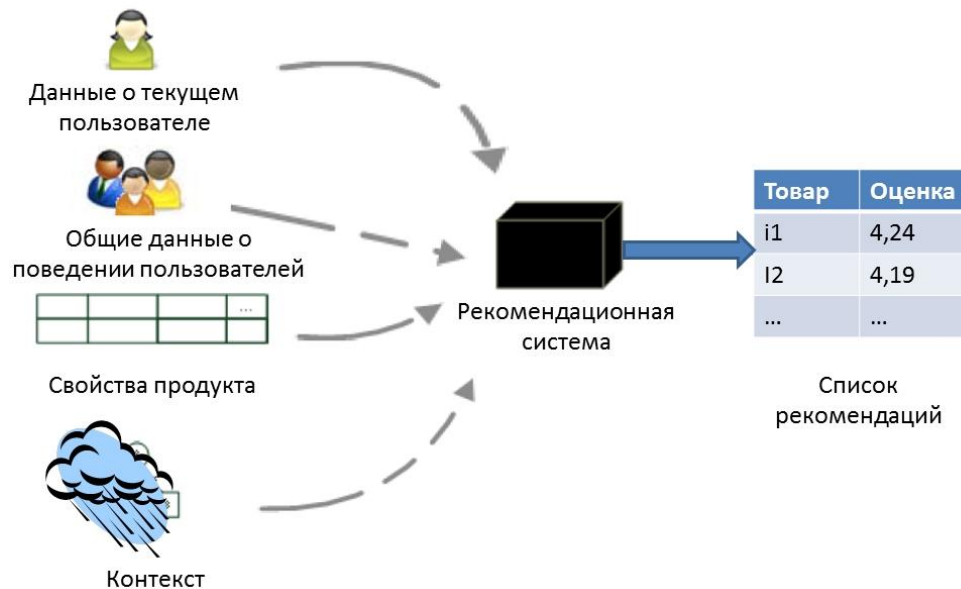 Данные о текущем
пользователе
Общие данные о
поведении пользователей
...
Свойства продукта
Контекст
Рекомендационная
система
Товар Оценка
i1 4,24
I2 4,19
... ...
Список
рекомендаций